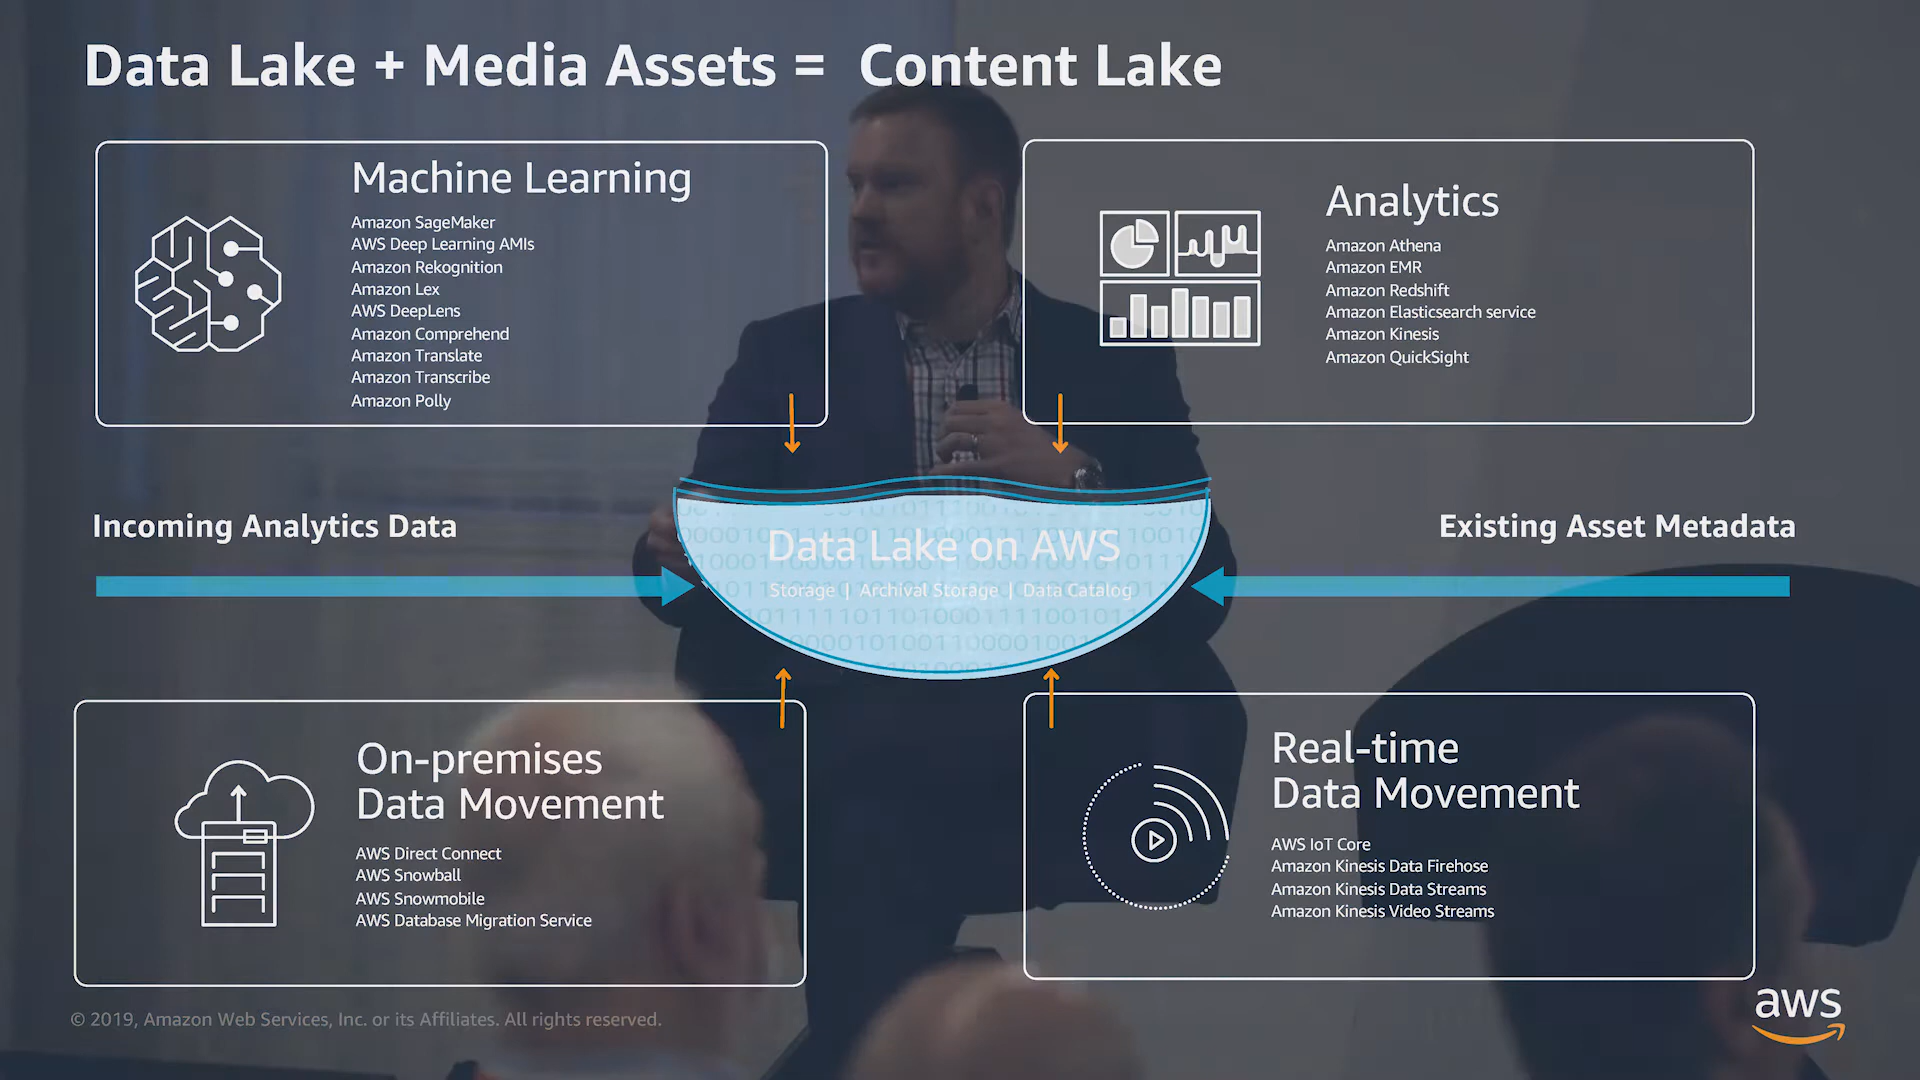 Data Lake + Media Assets = Content Lake
Machine Learning
Amazon SageMaker
AWS Deep Learning AMIs
Amazon Rekognition
Amazon Lex
AWS DeepLens
Amazon Comprehend
Amazon Translate
Amazon Transcribe
Amazon Polly
Analytics
Amazon Athena
Amazon EMR
Amazon Redshift
Amazon Elasticsearch service
Amazon Kinesis
Amazon QuickSight
Incoming Analytics Data
Data Lake on AWS
Storage | Archival Storage | Data Catalog
Existing Asset Metadata
On-premises
Data Movement
AWS Direct Connect
AWS Snowball
AWS Snowmobile
AWS Database Migration Service
Real-time
Data Movement
AWS IoT Core
Amazon Kinesis Data Firehose
Amazon Kinesis Data Streams
Amazon Kinesis Video Streams
© 2019, Amazon Web Services, Inc. or its Affiliates. All rights reserved.
aws